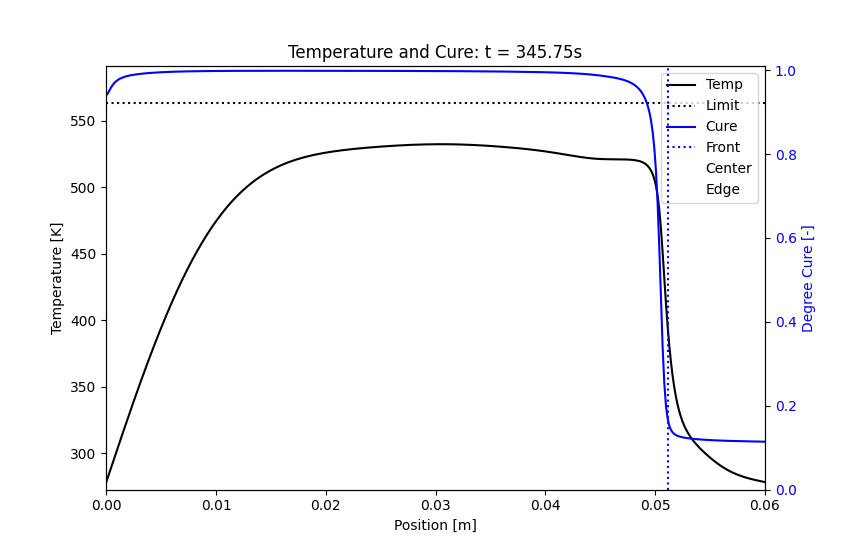 Temperature and Cure: t = 345.75s
Temperature [K]
550
500
450
400
350
300
Temp
Limit
Cure
Front
Center
Edge
1.0
0.8
0.6
0.4
0.2
0.0
Degree Cure [-]
0.00
0.01
0.02
0.03
0.04
0.05
0.06
Position [m]